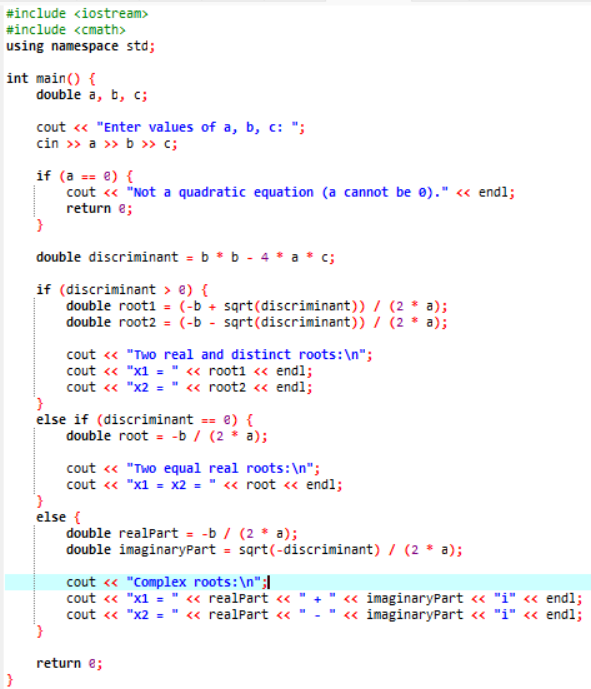 #include <iostream>
#include <cmath>
using namespace std;

int main() {
    double a, b, c;

    cout << "Enter values of a, b, c: ";
    cin >> a >> b >> c;

    if (a == 0) {
        cout << "Not a quadratic equation (a cannot be 0)." << endl;
        return 0;
    }

    double discriminant = b * b - 4 * a * c;

    if (discriminant > 0) {
        double root1 = (-b + sqrt(discriminant)) / (2 * a);
        double root2 = (-b - sqrt(discriminant)) / (2 * a);

        cout << "Two real and distinct roots:\n";
        cout << "x1 = " << root1 << endl;
        cout << "x2 = " << root2 << endl;
    }
    else if (discriminant == 0) {
        double root = -b / (2 * a);

        cout << "Two equal real roots:\n";
        cout << "x1 = x2 = " << root << endl;
    }
    else {
        double realPart = -b / (2 * a);
        double imaginaryPart = sqrt(-discriminant) / (2 * a);

        cout << "Complex roots:\n";
        cout << "x1 = " << realPart << " + " << imaginaryPart << "i" << endl;
        cout << "x2 = " << realPart << " - " << imaginaryPart << "i" << endl;
    }

    return 0;
}